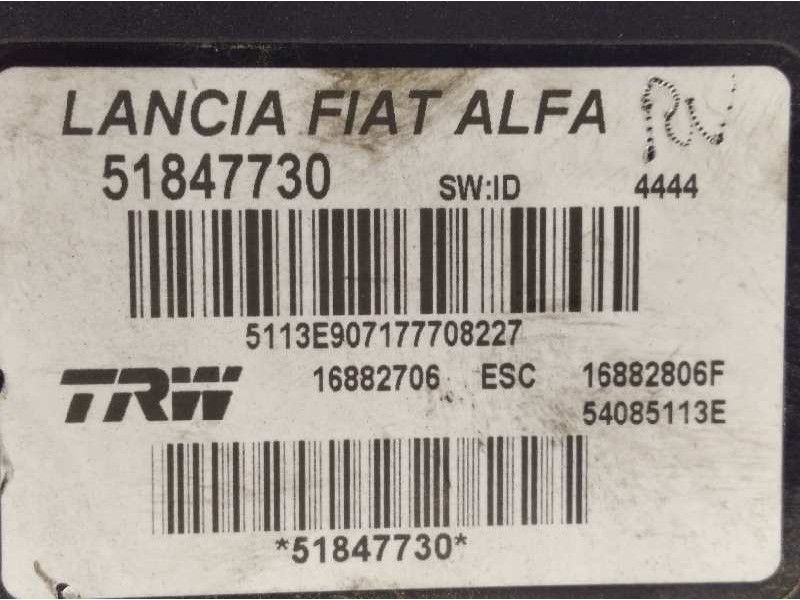 LANCIA FIAT ALFA
51847730 SW:ID 4444
5113E907177708227
TRW 16882706 ESC 16882806F
54085113E
*51847730*